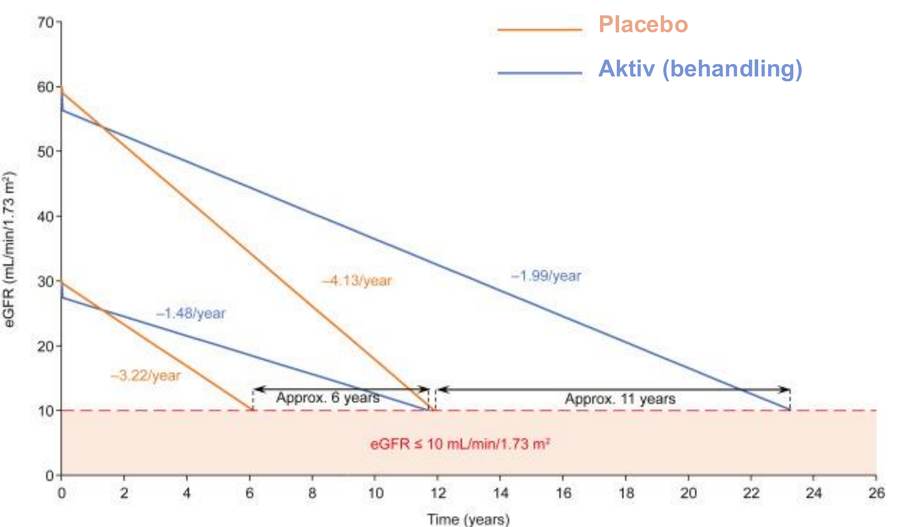 Placebo
Aktiv (behandling)
eGFR (mL/min/1.73 m²)
70
60
50
40
30
20
10
0
–4.13/year
–1.99/year
–1.48/year
–3.22/year
Approx. 6 years
Approx. 11 years
eGFR ≤ 10 mL/min/1.73 m²
0 2 4 6 8 10 12 14 16 18 20 22 24 26
Time (years)